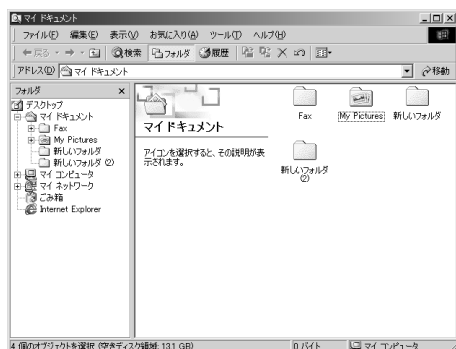 マイ ドキュメント
ファイル(F) 編集(E) 表示(V) お気に入り(A) ツール(T) ヘルプ(H)
戻る 検索 フォルダ 履歴
アドレス(D) マイ ドキュメント 移動
フォルダ
デスクトップ
マイ ドキュメント
Fax
My Pictures
新しいフォルダ
新しいフォルダ (2)
マイ コンピュータ
マイ ネットワーク
ごみ箱
Internet Explorer
マイ ドキュメント
アイコンを選択すると、その説明が表
示されます。
Fax My Pictures 新しいフォルダ
新しいフォルダ
(2)
4 個のオブジェクトを選択 (空きディスク領域: 131 GB) 0 バイト マイ コンピュータ